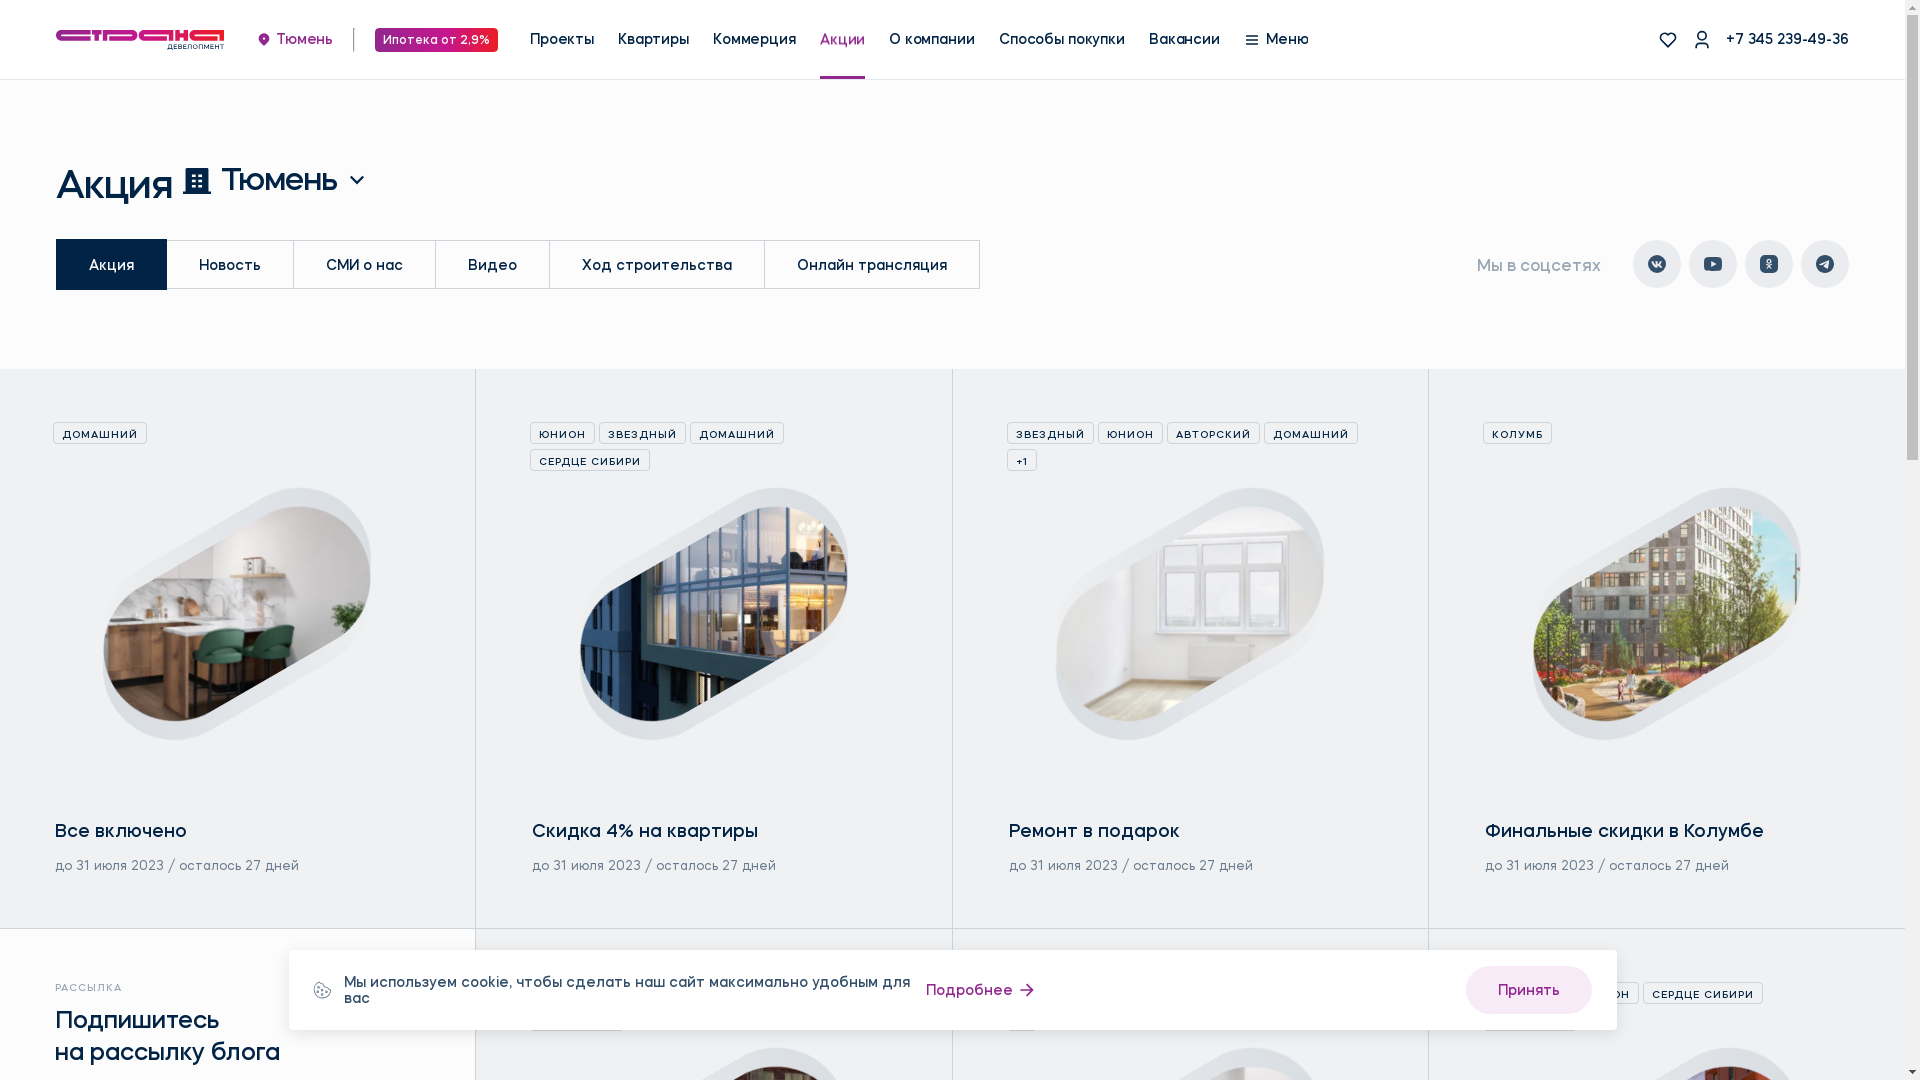 страна
ДЕВЕЛОПМЕНТ
Тюмень
Ипотека от 2,9%
Проекты
Квартиры
Коммерция
Акции
О компании
Способы покупки
Вакансии
Меню
+7 345 239-49-36
Акция
Тюмень
Акция
Новость
СМИ о нас
Видео
Ход строительства
Онлайн трансляция
Мы в соцсетях
ДОМАШНИЙ
ЮНИОН
ЗВЕЗДНЫЙ
ДОМАШНИЙ
СЕРДЦЕ СИБИРИ
ЗВЕЗДНЫЙ
ЮНИОН
АВТОРСКИЙ
ДОМАШНИЙ
+1
КОЛУМБ
Все включено
до 31 июля 2023 / осталось 27 дней
Скидка 4% на квартиры
до 31 июля 2023 / осталось 27 дней
Ремонт в подарок
до 31 июля 2023 / осталось 27 дней
Финальные скидки в Колумбе
до 31 июля 2023 / осталось 27 дней
РАССЫЛКА
Подпишитесь
на рассылку блога
Мы используем cookie, чтобы сделать наш сайт максимально удобным для
вас
Подробнее
Принять
СЕРДЦЕ СИБИРИ